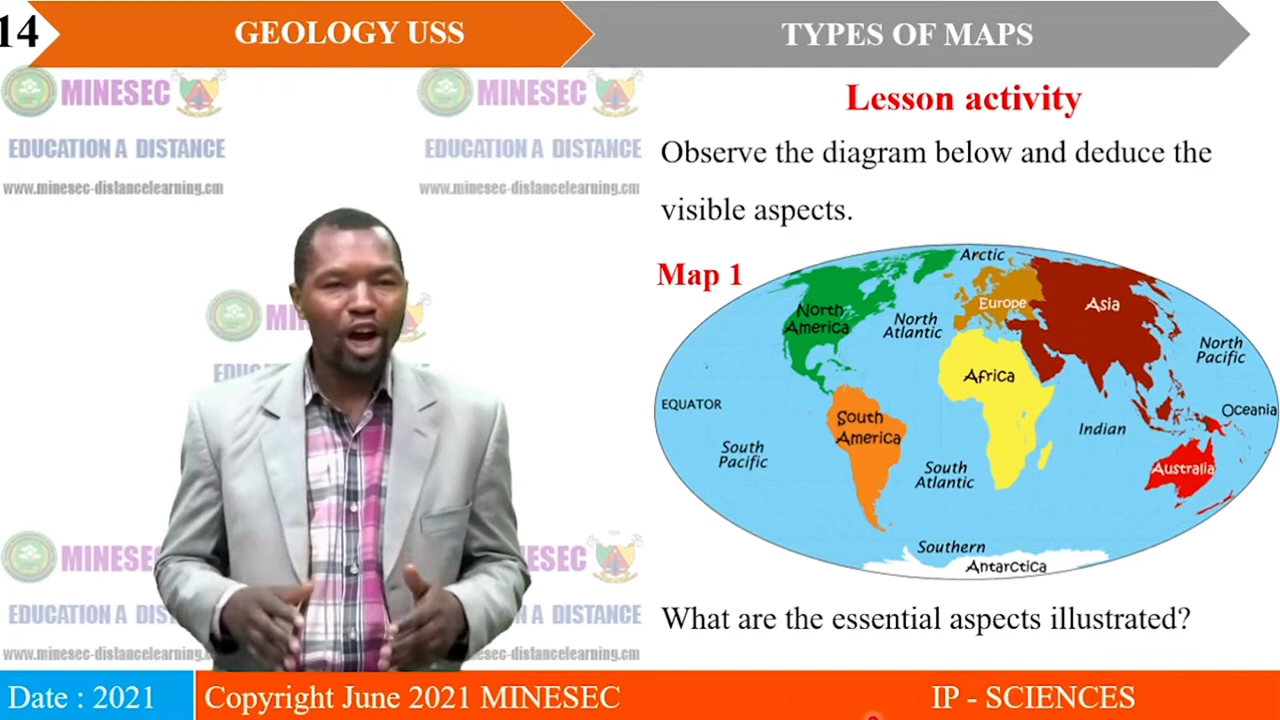 14
GEOLOGY USS
TYPES OF MAPS
MINESEC
EDUCATION A DISTANCE
www.minesec-distancelearning.cm
MINESEC
EDUCATION A DISTANCE
www.minesec-distancelearning.cm
Lesson activity
Observe the diagram below and deduce the
visible aspects.
Map 1
Arctic
North
America
North
Atlantic
Europe
Asia
North
Pacific
Africa
EQUATOR
South
America
Indian
Oceania
South
Pacific
South
Atlantic
Australia
Southern
Antarctica
What are the essential aspects illustrated?
Date : 2021
Copyright June 2021 MINESEC
IP - SCIENCES